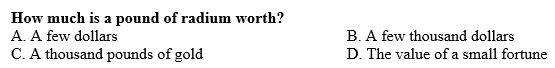 How much is a pound of radium worth?
A. A few dollars B. A few thousand dollars
C. A thousand pounds of gold D. The value of a small fortune